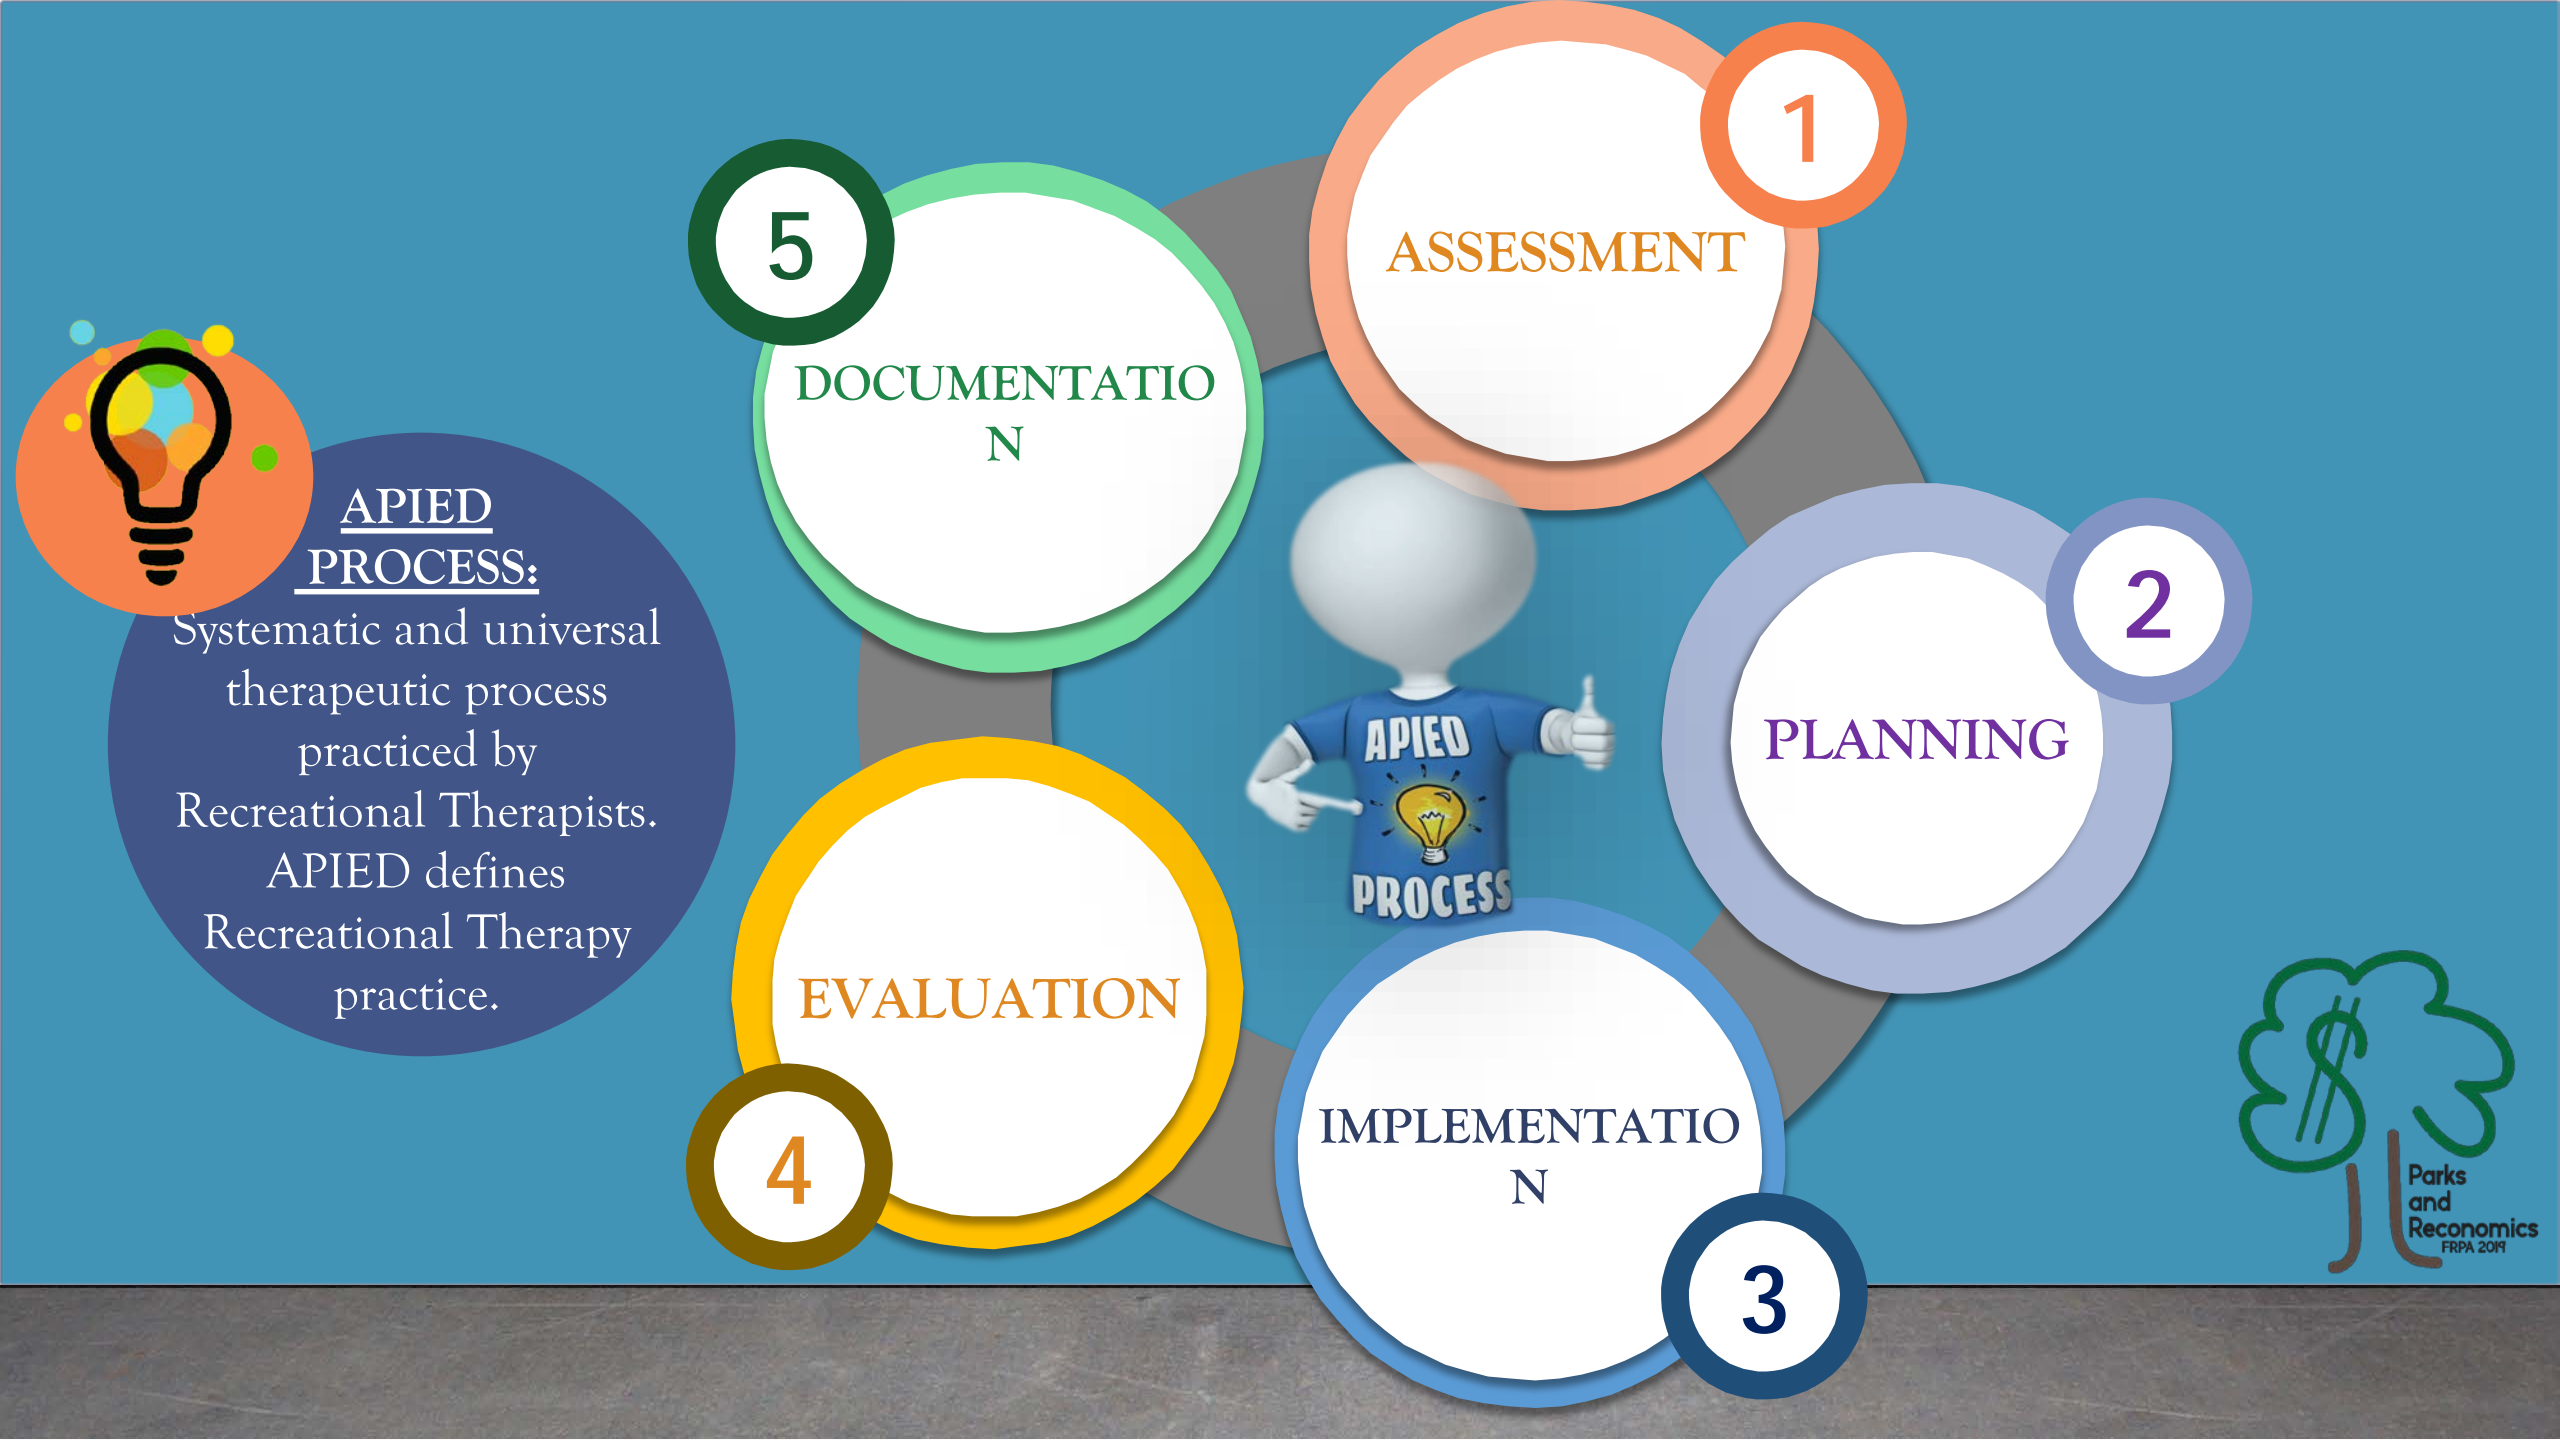 1
ASSESSMENT
5
DOCUMENTATIO
N
APIED
PROCESS:
Systematic and universal
therapeutic process
practiced by
Recreational Therapists.
APIED defines
Recreational Therapy
practice.
2
PLANNING
APIED
PROCESS
EVALUATION
4
IMPLEMENTATIO
N
3
Parks
and
Reconomics
FRPA 2019